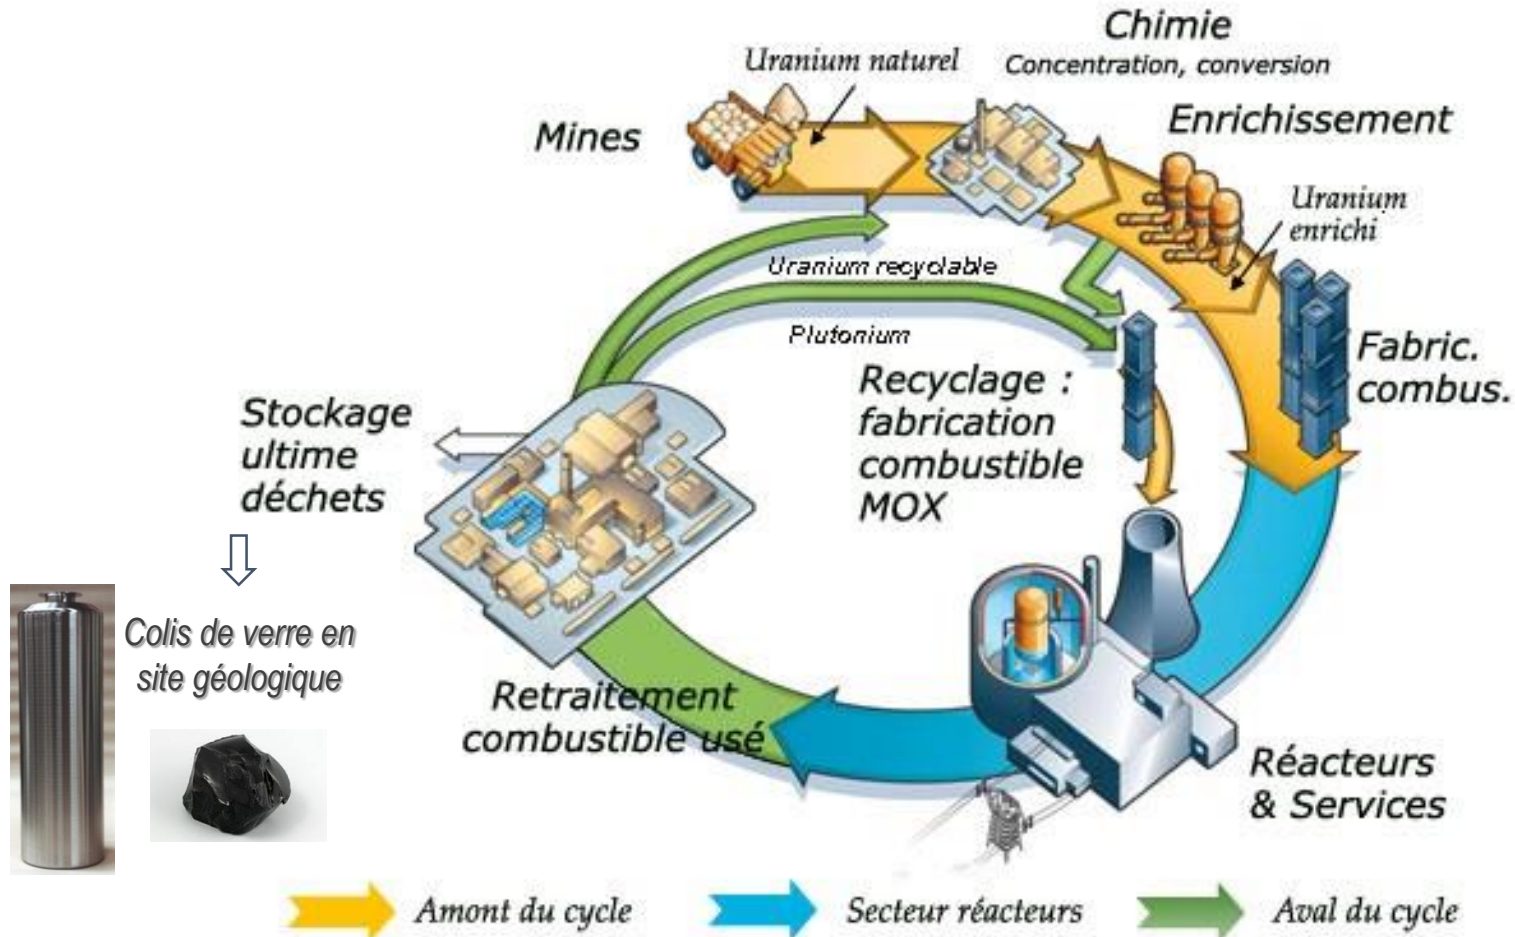 Chimie
Concentration, conversion
Uranium naturel
Mines
Enrichissement
Uranium
enrichi
Uranium recyclable
Plutonium
Fabric.
combus.
Recyclage :
fabrication
combustible
MOX
Stockage
ultime
déchets
Colis de verre en
site géologique
Retraitement
combustible usé
Réacteurs
& Services
Amont du cycle
Secteur réacteurs
Aval du cycle